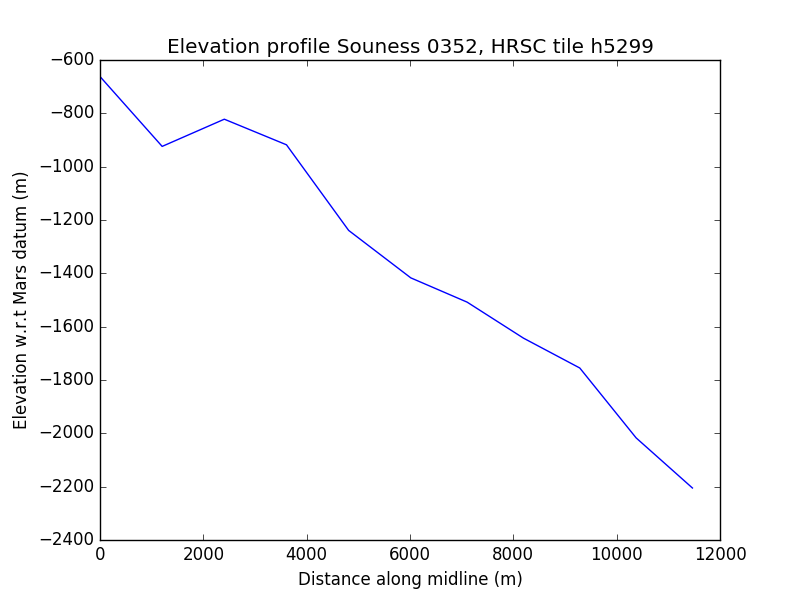 Elevation profile Souness 0352, HRSC tile h5299
−600
−800
−1000
−1200
−1400
−1600
−1800
−2000
−2200
−2400
Elevation w.r.t Mars datum (m)
0 2000 4000 6000 8000 10000 12000
Distance along midline (m)